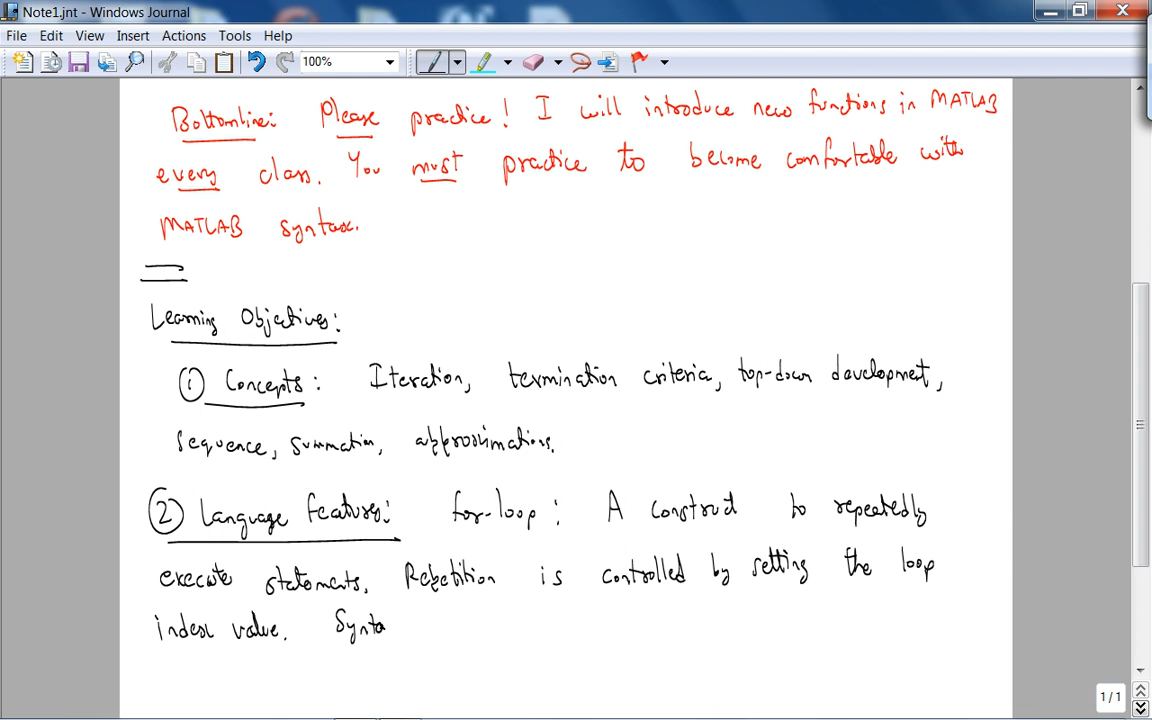 Note1.jnt - Windows Journal
File Edit View Insert Actions Tools Help
100%
Bottomline: Please practice! I will introduce new functions in MATLAB
every class. You must practice to become comfortable with
MATLAB syntax.
Learning Objectives:
① Concepts: Iteration, termination criteria, top-down development,
sequence, summation, approximations.
② Language Features: for-loop: A construct to repeatedly
execute statements. Repetition is controlled by setting the loop
index value. Synta
1/1